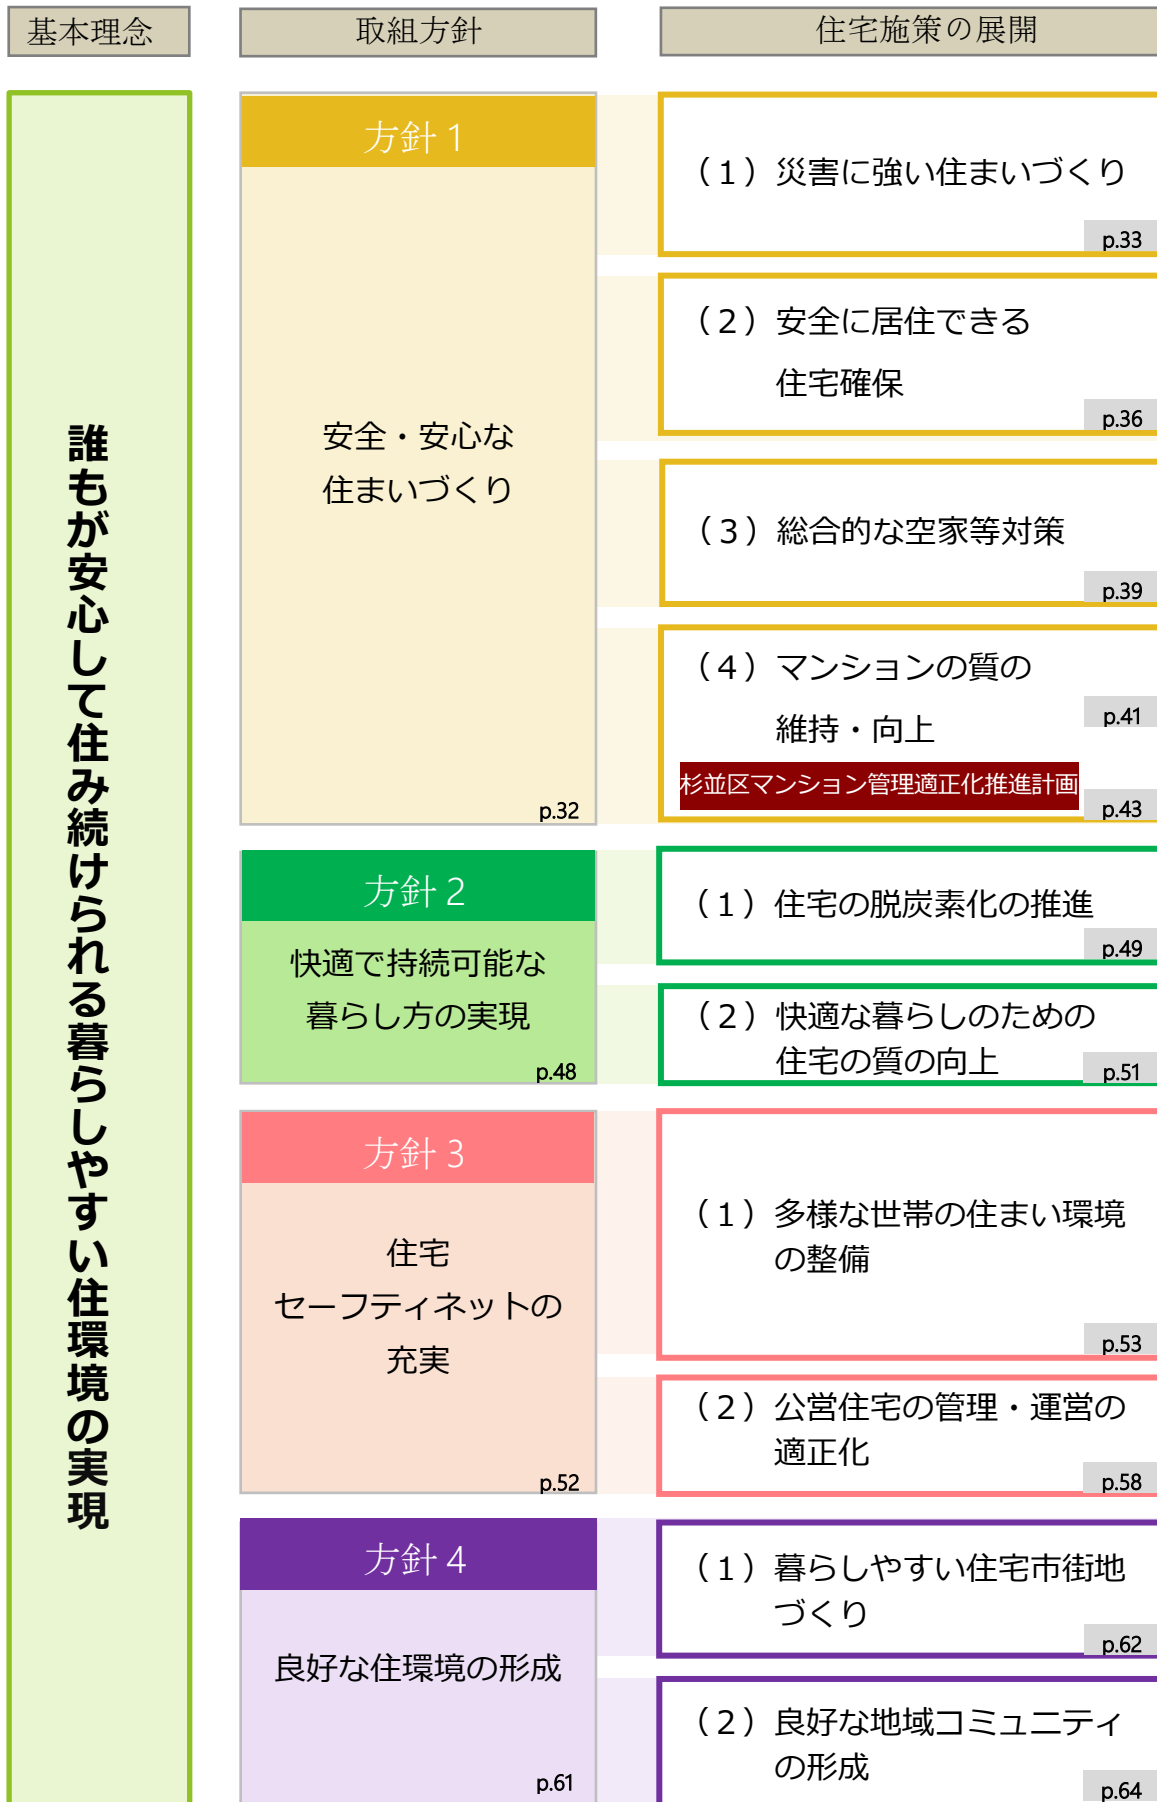 基本理念
取組方針
住宅施策の展開
誰もが安心して住み続けられる暮らしやすい住環境の実現
方針１
安全・安心な
住まいづくり
p.32
（１）災害に強い住まいづくり
p.33
（２）安全に居住できる
住宅確保
p.36
（３）総合的な空家等対策
p.39
（４）マンションの質の
維持・向上
p.41
杉並区マンション管理適正化推進計画
p.43
方針２
快適で持続可能な
暮らし方の実現
p.48
（１）住宅の脱炭素化の推進
p.49
（２）快適な暮らしのための
住宅の質の向上
p.51
方針３
住宅
セーフティネットの
充実
p.52
（１）多様な世帯の住まい環境
の整備
p.53
（２）公営住宅の管理・運営の
適正化
p.58
方針４
良好な住環境の形成
p.61
（１）暮らしやすい住宅市街地
づくり
p.62
（２）良好な地域コミュニティ
の形成
p.64